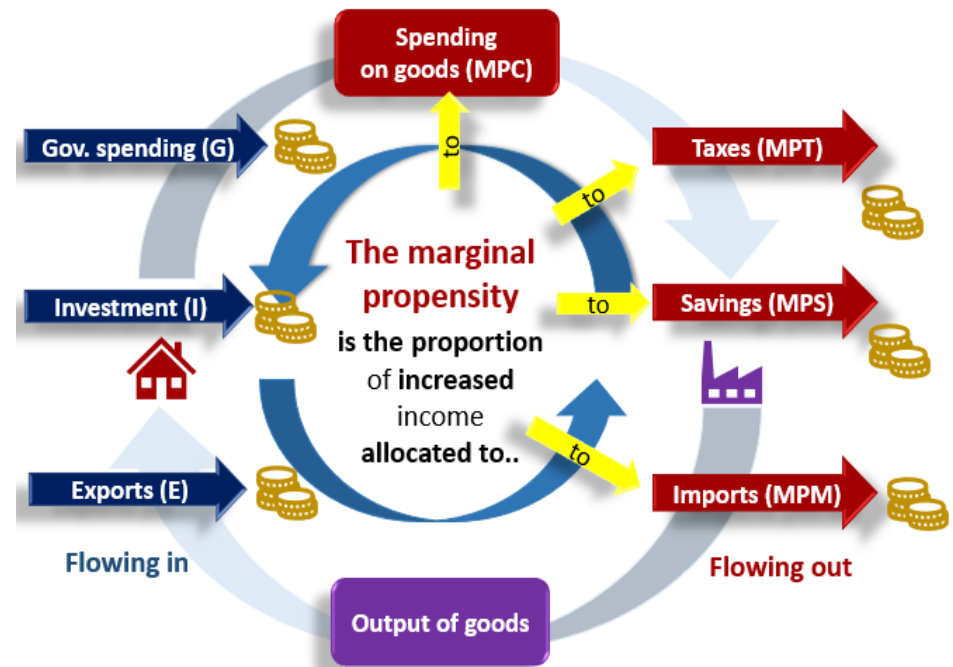 Spending
on goods (MPC)
to
Gov. spending (G)
Taxes (MPT)
to
The marginal
propensity
Investment (I)
to
Savings (MPS)
is the proportion
of increased
income
allocated to..
to
Exports (E)
Imports (MPM)
Flowing in
Flowing out
Output of goods